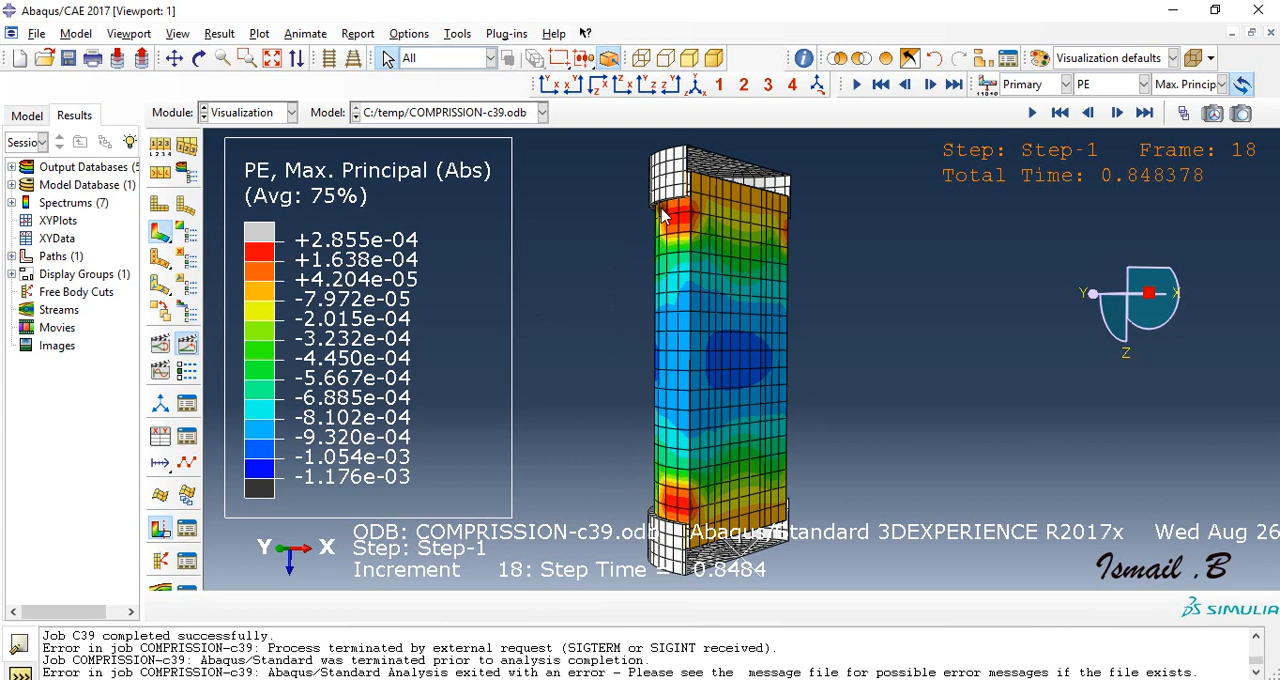 Abaqus/CAE 2017 [Viewport: 1]
File Model Viewport View Result Plot Animate Report Options Tools Plug-ins Help
All
Visualization defaults
1 2 3 4
Primary PE Max. Princip
Model Results
Module: Visualization Model: C:/temp/COMPRISSION-c39.odb
Sessio
Output Databases (5
Model Database (1)
Spectrums (7)
XYPlots
XYData
Paths (1)
Display Groups (1)
Free Body Cuts
Streams
Movies
Images
PE, Max. Principal (Abs)
(Avg: 75%)
+2.855e-04
+1.638e-04
+4.204e-05
-7.972e-05
-2.015e-04
-3.232e-04
-4.450e-04
-5.667e-04
-6.885e-04
-8.102e-04
-9.320e-04
-1.054e-03
-1.176e-03
Step: Step-1 Frame: 18
Total Time: 0.848378
Y X
Z
ODB: COMPRISSION-c39.odb Abaqus/Standard 3DEXPERIENCE R2017x Wed Aug 26
Step: Step-1
Increment 18: Step Time = 0.8484
Y X
Ismail .B
SIMULIA
Job C39 completed successfully.
Error in job COMPRISSION-c39: Process terminated by external request (SIGTERM or SIGINT received).
Job COMPRISSION-c39: Abaqus/Standard was terminated prior to analysis completion.
Error in job COMPRISSION-c39: Abaqus/Standard Analysis exited with an error - Please see the message file for possible error messages if the file exists.